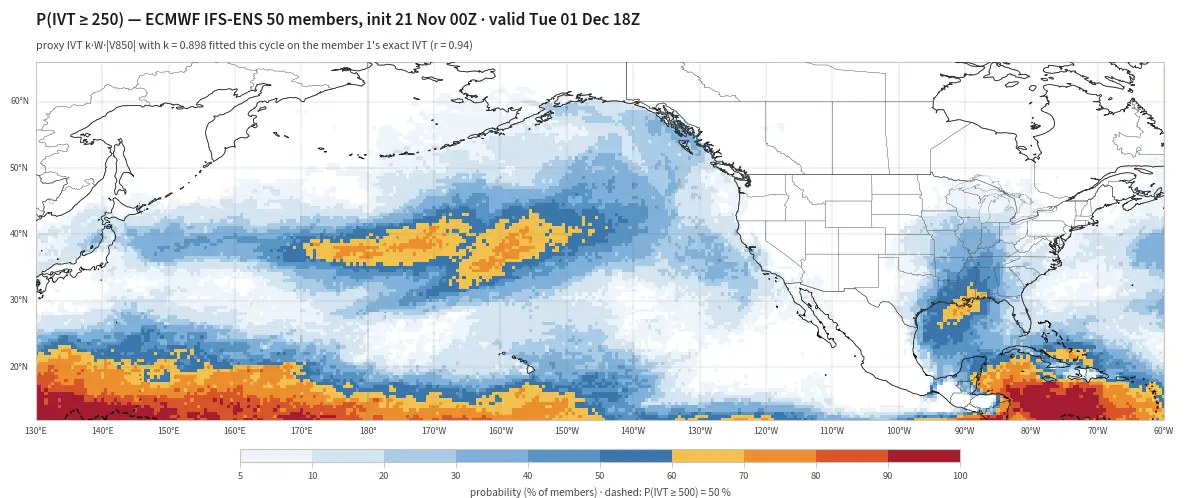 P(IVT ≥ 250) — ECMWF IFS-ENS 50 members, init 21 Nov 00Z · valid Tue 01 Dec 18Z
proxy IVT k·W·|V850| with k = 0.898 fitted this cycle on the member 1's exact IVT (r = 0.94)
60°N
50°N
40°N
30°N
20°N
130°E 140°E 150°E 160°E 170°E 180° 170°W 160°W 150°W 140°W 130°W 120°W 110°W 100°W 90°W 80°W 70°W 60°W
5 10 20 30 40 50 60 70 80 90 100
probability (% of members) · dashed: P(IVT ≥ 500) = 50 %